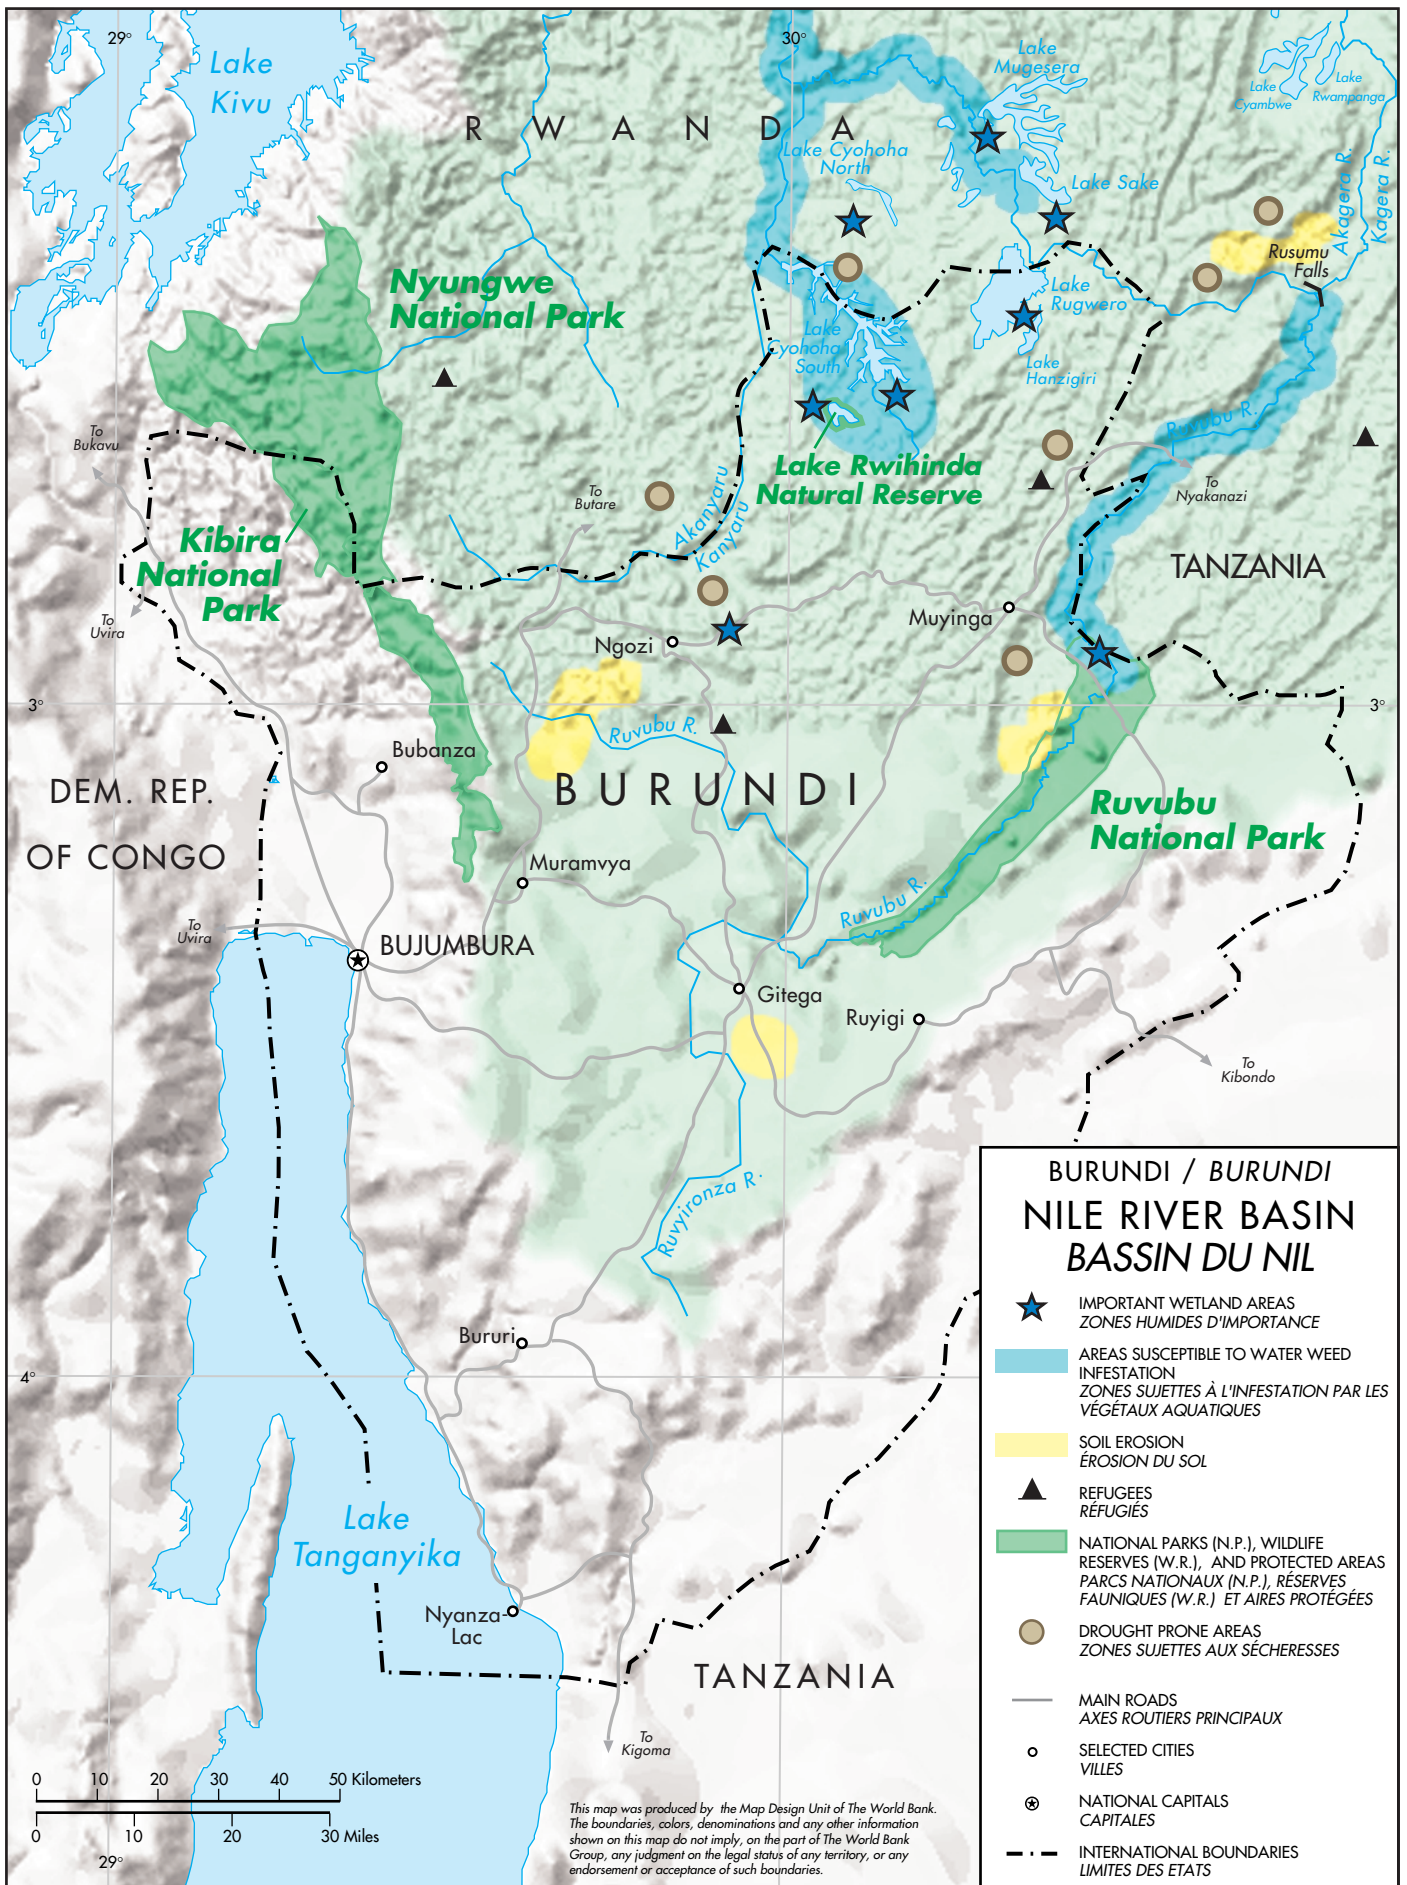 29°
30°
Lake
Kivu
Lake
Mugesera
Lake
Cyambwe
Lake
Rwampanga
R W A N D A
Lake Cyohoha
North
Lake Sake
Akagera R.
Kagera R.
Rusumu
Falls
Nyungwe
National Park
Lake
Rugwero
Lake
Cyohoha
South
Lake
Hanzigiri
To
Bukavu
Ruvubu R.
Lake Rwihinda
Natural Reserve
To
Nyakanazi
To
Butare
Akanyaru
Kanyaru
Kibira
National
Park
TANZANIA
To
Uvira
Muyinga
Ngozi
3°
3°
Ruvubu R.
Bubanza
DEM. REP.
OF CONGO
BURUNDI
Ruvubu
National Park
Muramvya
Ruvubu R.
To
Uvira
BUJUMBURA
Gitega
Ruyigi
To
Kibondo
Ruvyironza R.
Bururi
4°
Lake
Tanganyika
Nyanza-
Lac
TANZANIA
To
Kigoma
0 10 20 30 40 50 Kilometers
0 10 20 30 Miles
29°
This map was produced by the Map Design Unit of The World Bank.
The boundaries, colors, denominations and any other information
shown on this map do not imply, on the part of The World Bank
Group, any judgment on the legal status of any territory, or any
endorsement or acceptance of such boundaries.
BURUNDI / BURUNDI
NILE RIVER BASIN
BASSIN DU NIL
IMPORTANT WETLAND AREAS
ZONES HUMIDES D'IMPORTANCE
AREAS SUSCEPTIBLE TO WATER WEED
INFESTATION
ZONES SUJETTES À L'INFESTATION PAR LES
VÉGÉTAUX AQUATIQUES
SOIL EROSION
ÉROSION DU SOL
REFUGEES
RÉFUGIÉS
NATIONAL PARKS (N.P.), WILDLIFE
RESERVES (W.R.), AND PROTECTED AREAS
PARCS NATIONAUX (N.P.), RÉSERVES
FAUNIQUES (W.R.) ET AIRES PROTÉGÉES
DROUGHT PRONE AREAS
ZONES SUJETTES AUX SÉCHERESSES
MAIN ROADS
AXES ROUTIERS PRINCIPAUX
SELECTED CITIES
VILLES
NATIONAL CAPITALS
CAPITALES
INTERNATIONAL BOUNDARIES
LIMITES DES ETATS